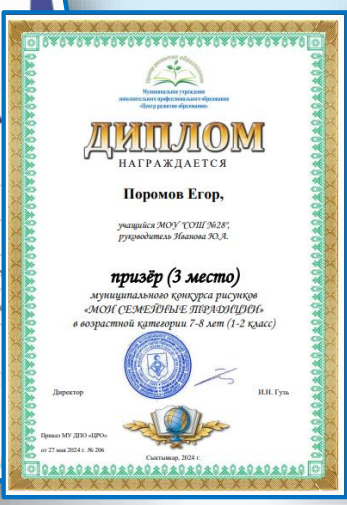 Муниципальное учреждение
дополнительного профессионального образования
«Центр развития образования»
ДИПЛОМ
НАГРАЖДАЕТСЯ
Поромов Егор,
учащийся МОУ "СОШ №28",
руководитель Иванова Ю.А.
призёр (3 место)
муниципального конкурса рисунков
«МОИ СЕМЕЙНЫЕ ТРАДИЦИИ»
в возрастной категории 7-8 лет (1-2 класс)
Директор И.Н. Гузь
Приказ МУ ДПО «ЦРО»
от 27 мая 2024 г. № 206
Сыктывкар, 2024 г.